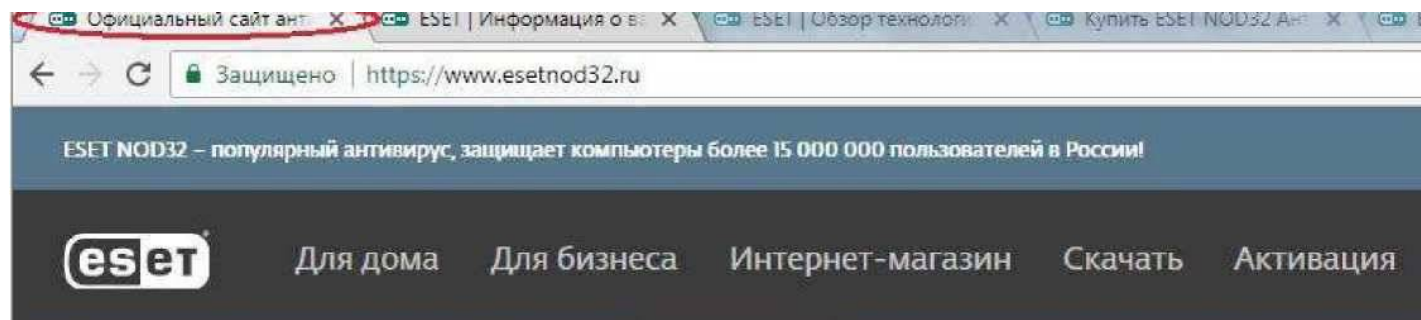 Официальный сайт ант ESET | Информация о в ESET | Обзор технологи Купить ESET NOD32 Ант
Защищено | https://www.esetnod32.ru
ESET NOD32 – популярный антивирус, защищает компьютеры более 15 000 000 пользователей в России!
eset Для дома Для бизнеса Интернет-магазин Скачать Активация